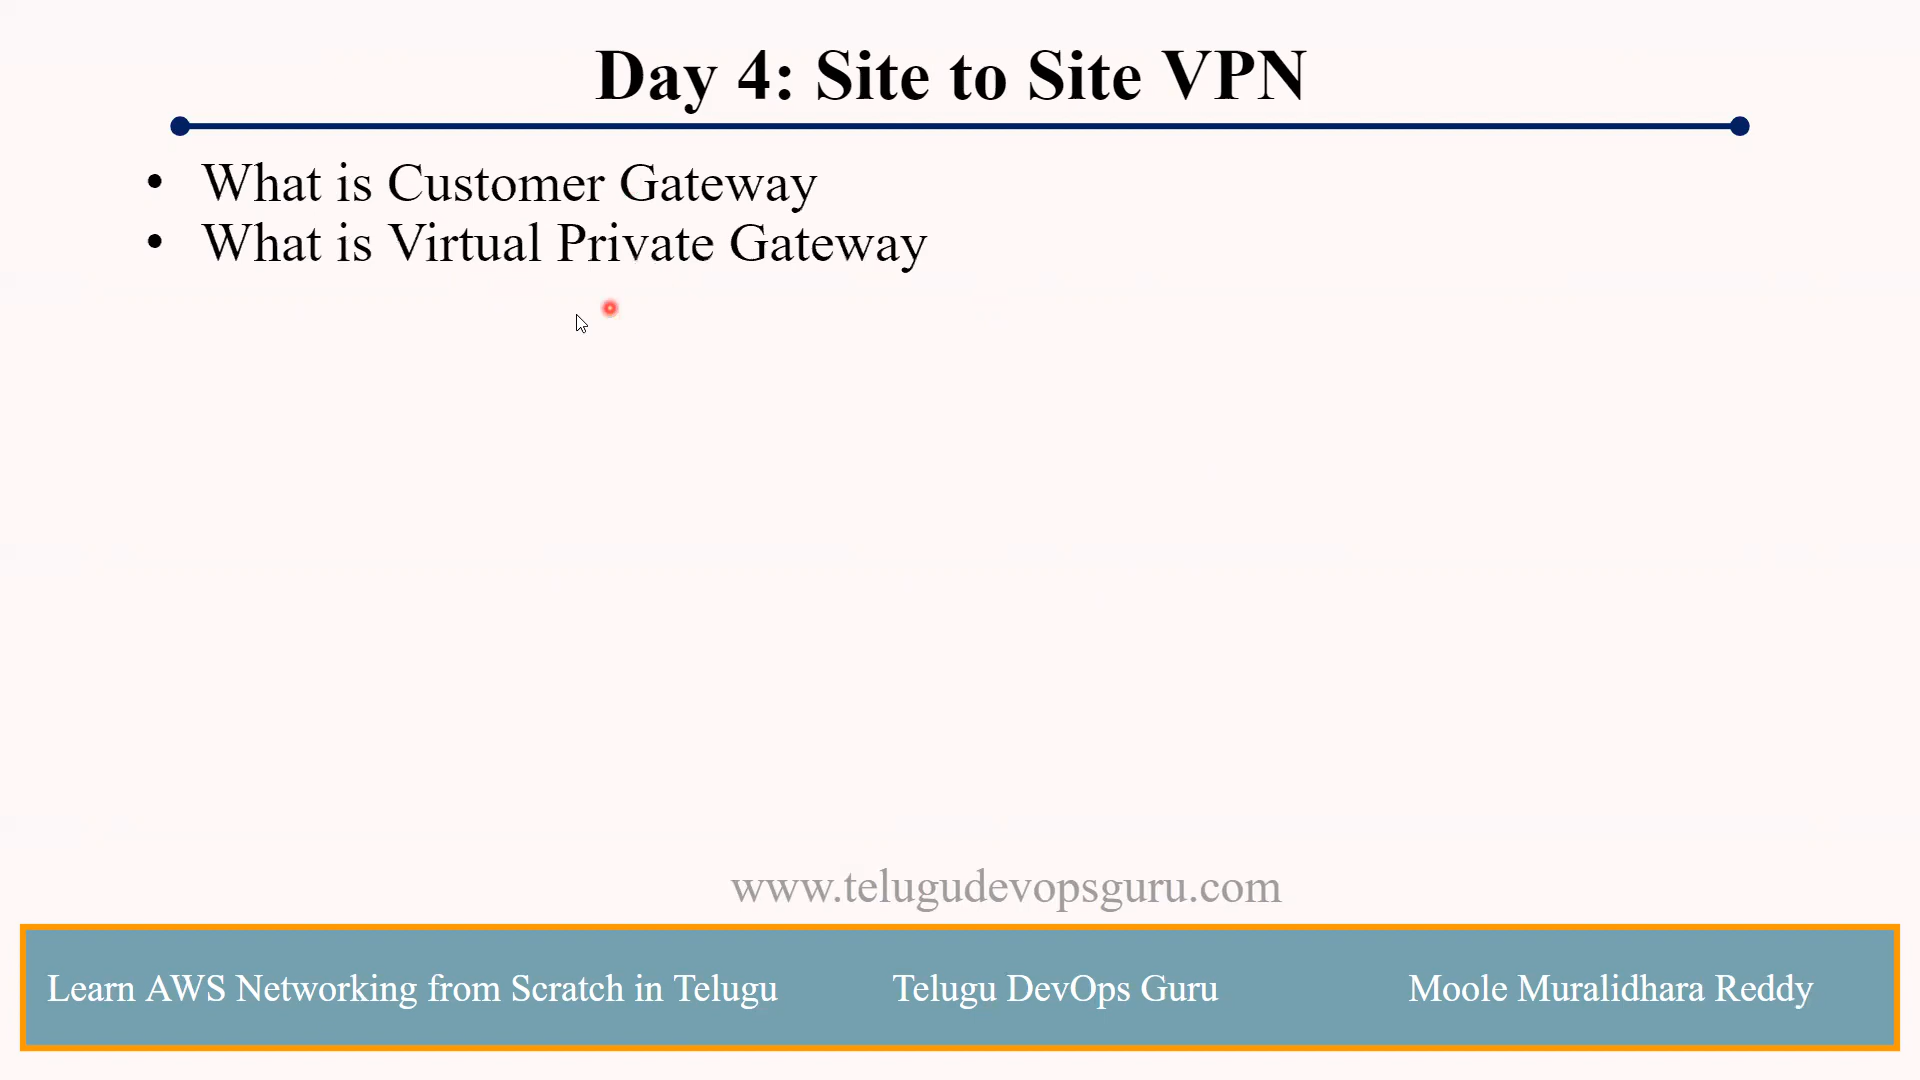 Day 4: Site to Site VPN
• What is Customer Gateway
• What is Virtual Private Gateway
www.telugudevopsguru.com
Learn AWS Networking from Scratch in Telugu Telugu DevOps Guru Moole Muralidhara Reddy